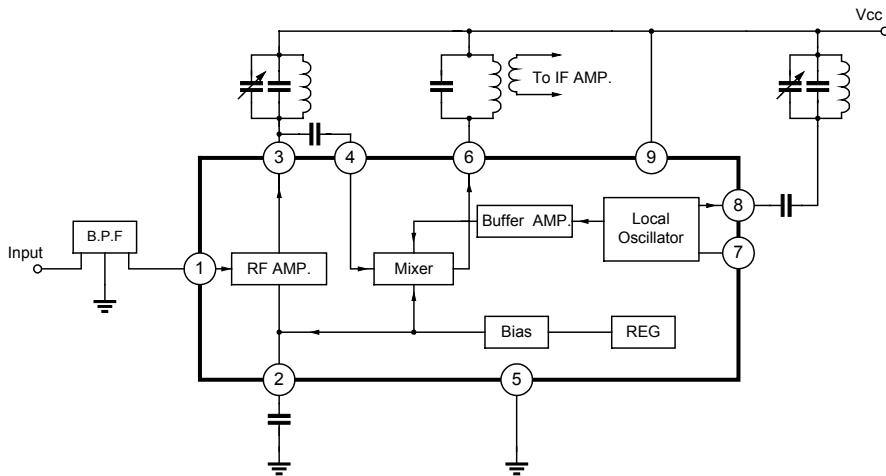 Vcc
To IF AMP.
3
4
6
9
8
Buffer AMP.
Local
Oscillator
7
Input
B.P.F
1
RF AMP.
Mixer
Bias
REG
2
5